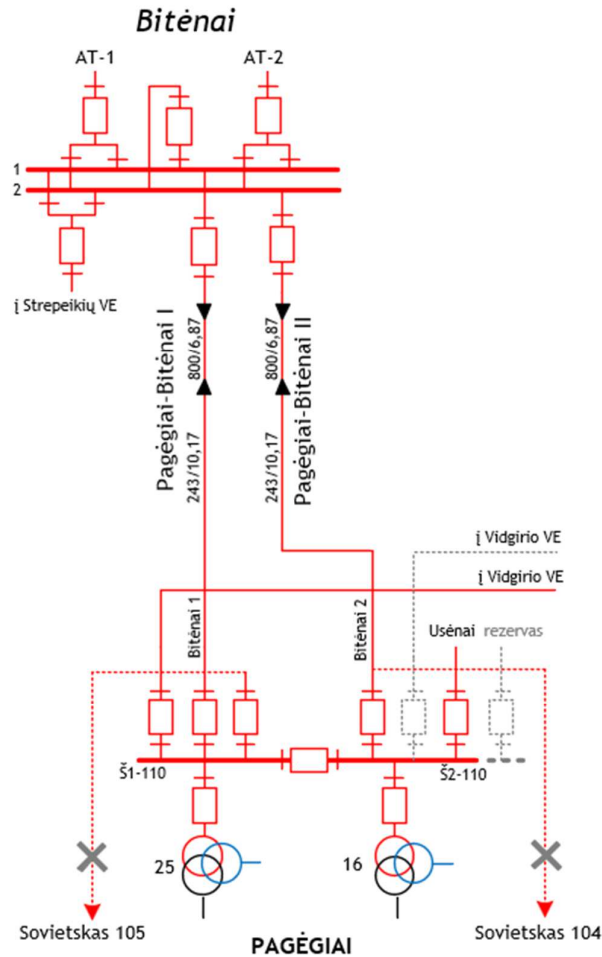 Bitėnai
AT-1
AT-2
1
2
į Strepeikių VE
Pagėgiai-Bitėnai I
800/6,87
243/10,17
800/6,87
243/10,17
Pagėgiai-Bitėnai II
į Vidgirio VE
į Vidgirio VE
Bitėnai 1
Bitėnai 2
Usėnai
rezervas
Š1-110
Š2-110
25
16
Sovietskas 105
Sovietskas 104
PAGĖGIAI